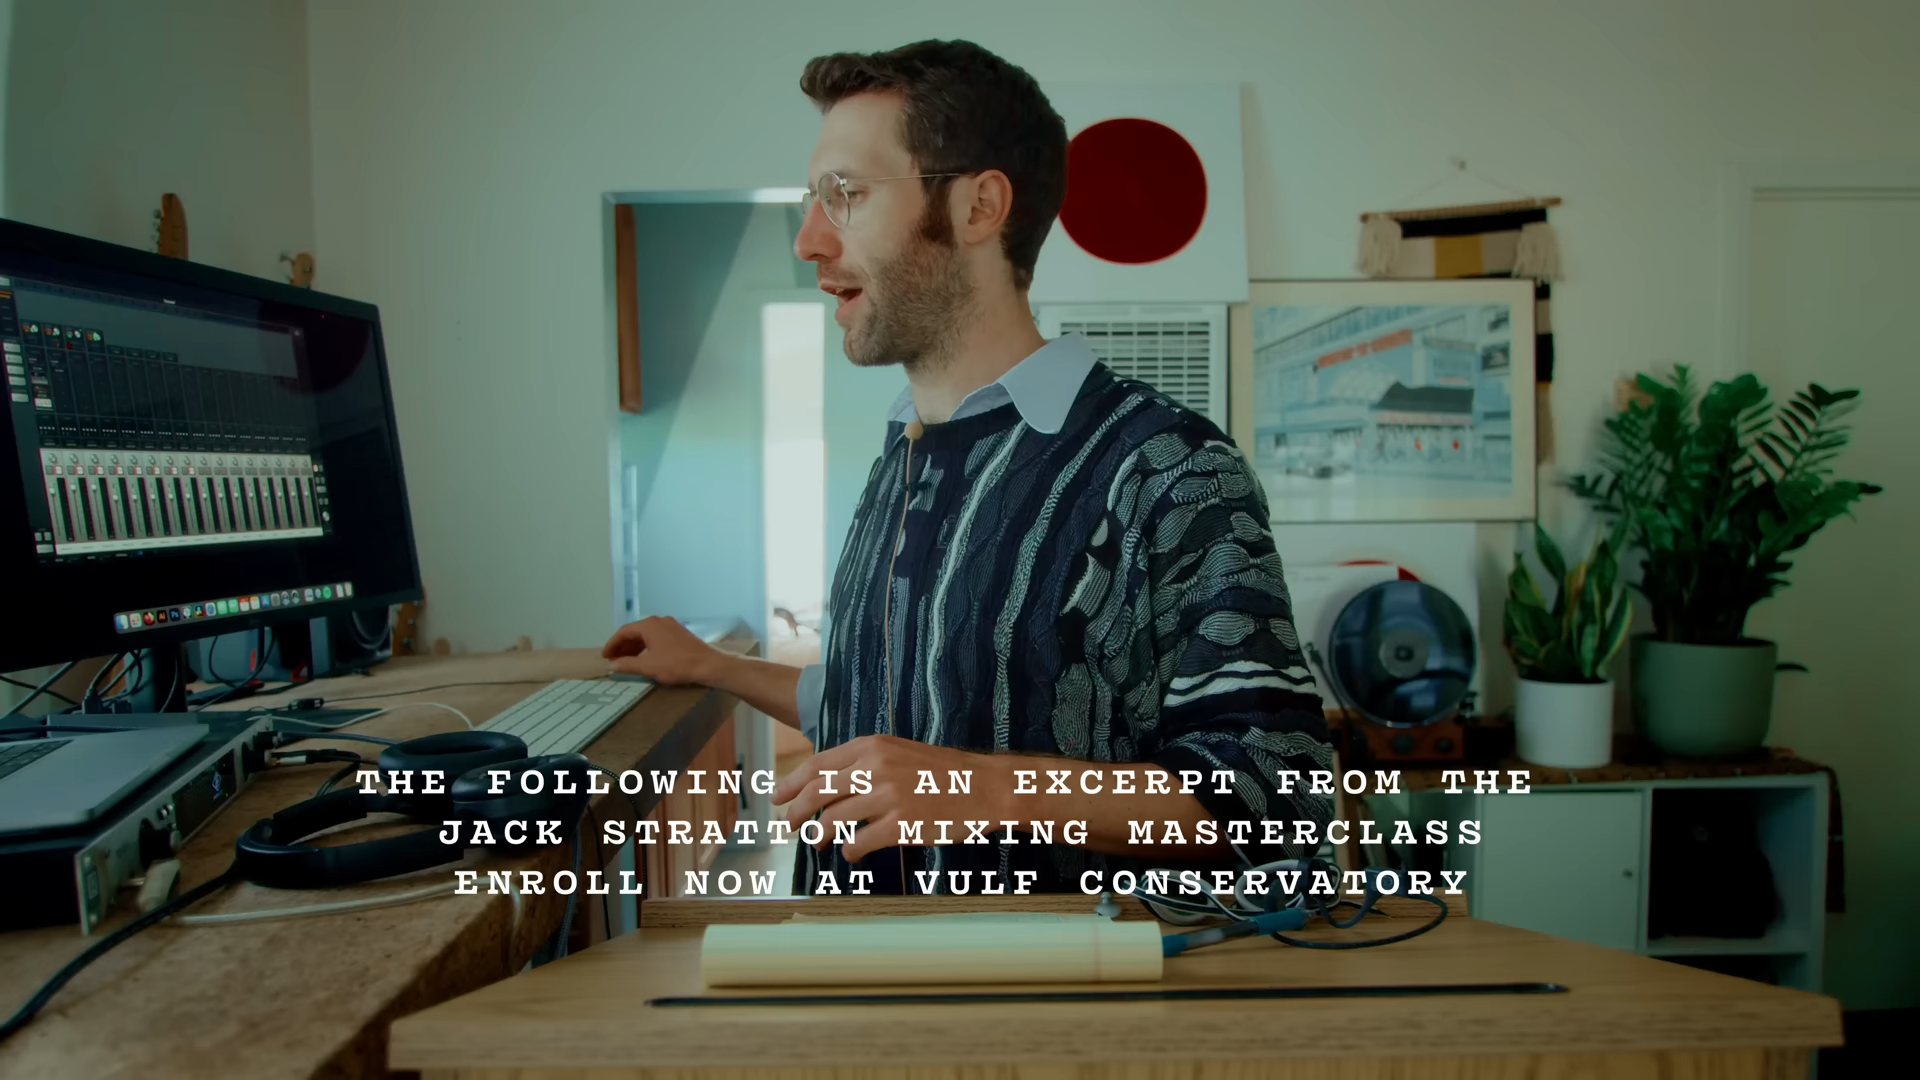 THE FOLLOWING IS AN EXCERPT FROM THE
JACK STRATTON MIXING MASTERCLASS
ENROLL NOW AT VULF CONSERVATORY